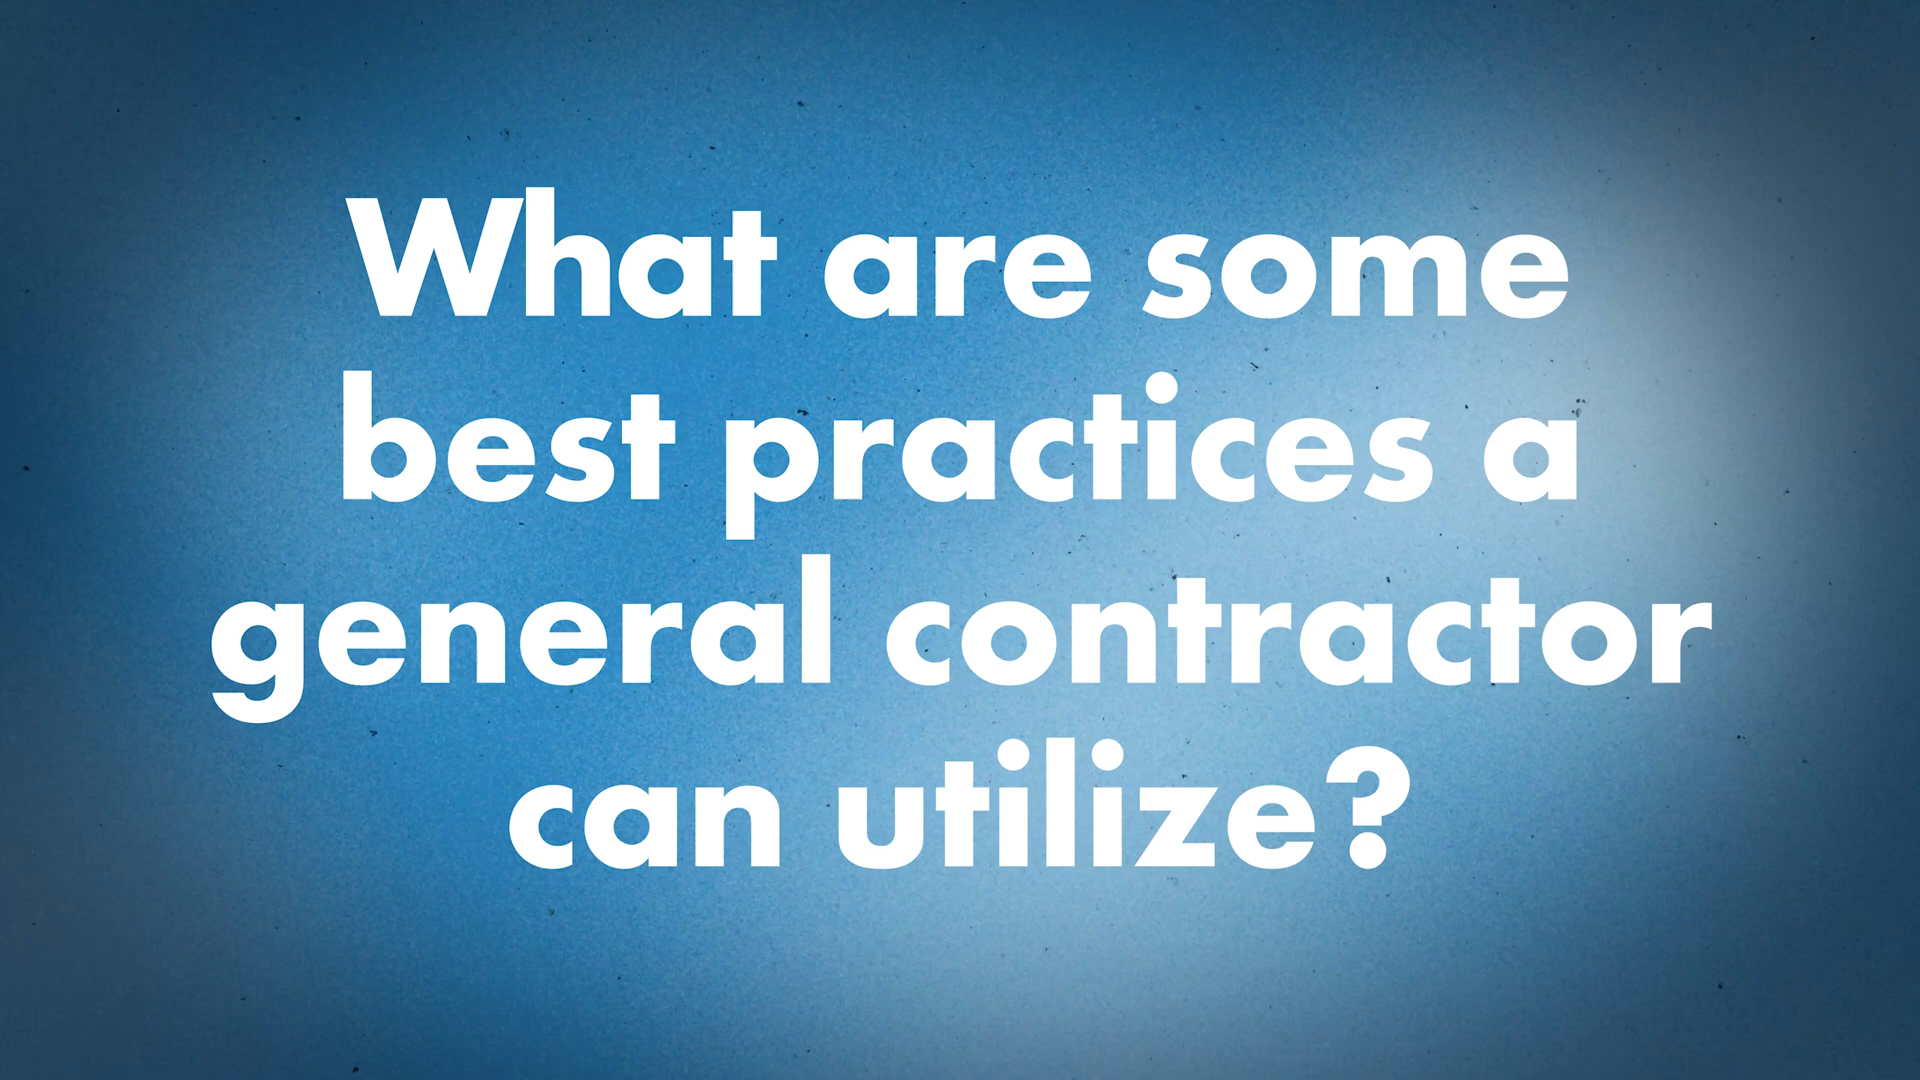 What are some
best practices a
general contractor
can utilize?